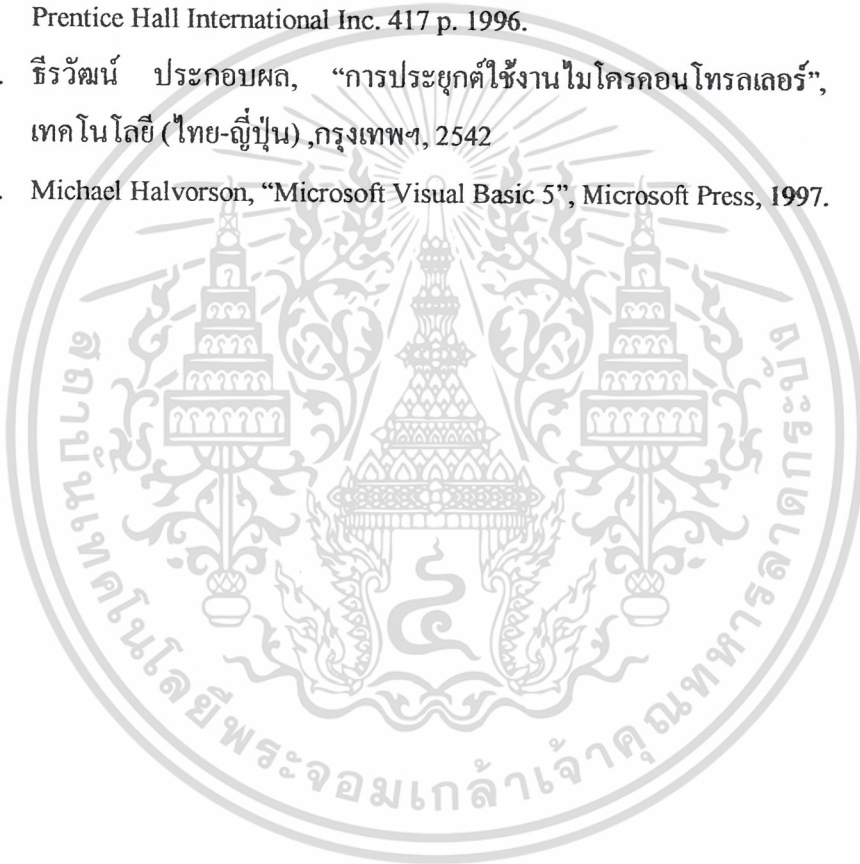 Prentice Hall International Inc. 417 p. 1996.
. ธีรวัฒน์ ประกอบผล, “การประยุกต์ใช้งานไมโครคอนโทรลเลอร์”,
เทคโนโลยี (ไทย-ญี่ปุ่น) ,กรุงเทพฯ, 2542
. Michael Halvorson, “Microsoft Visual Basic 5”, Microsoft Press, 1997.
สถาบันเทคโนโลยีพระจอมเกล้าเจ้าคุณทหารลาดกระบัง